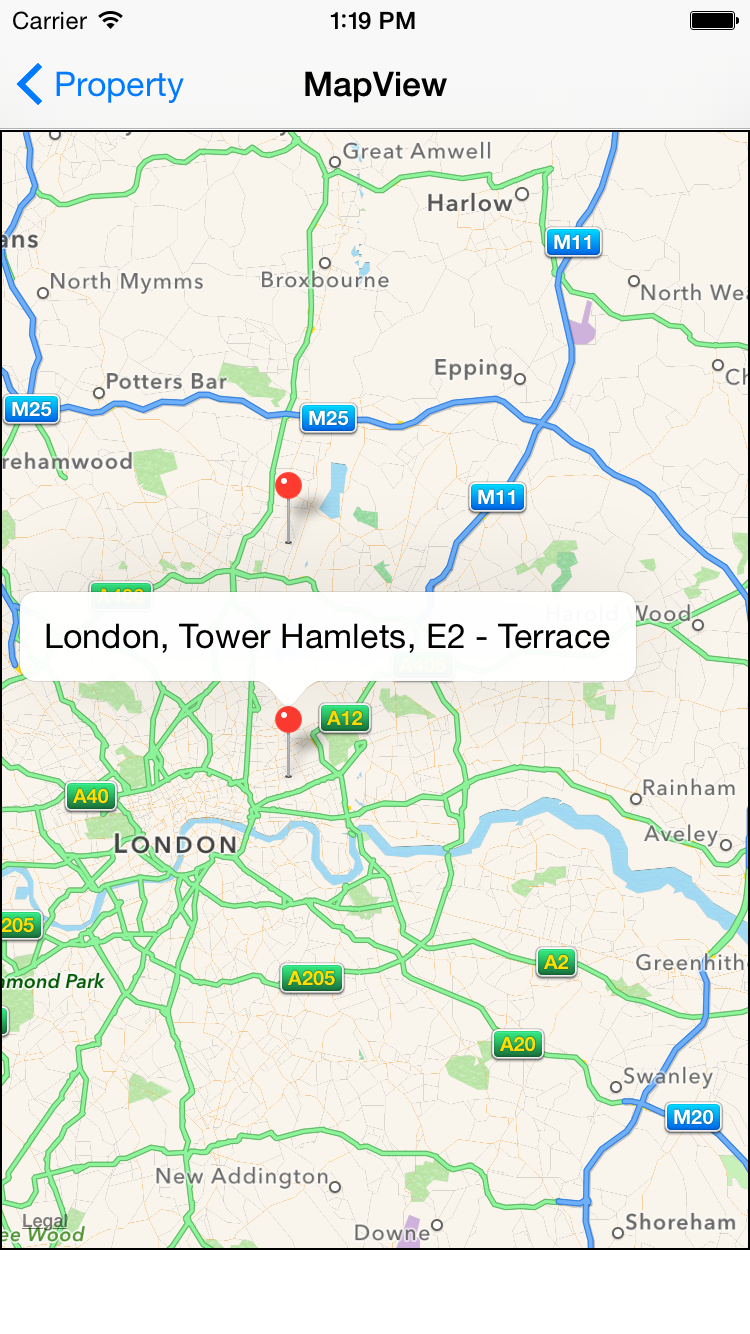 Carrier 1:19 PM
Property MapView
Great Amwell
Harlow
ans
M11
North Mymms
Broxbourne
North Wea
Potters Bar
Epping
M25
M25
rehamwood
M11
Harold Wood
London, Tower Hamlets, E2 - Terrace
A12
A40
Rainham
LONDON
Aveley
205
A2
Greenhith
mond Park
A205
A20
Swanley
M20
New Addington
Legal
ee Wood
Downe
Shoreham